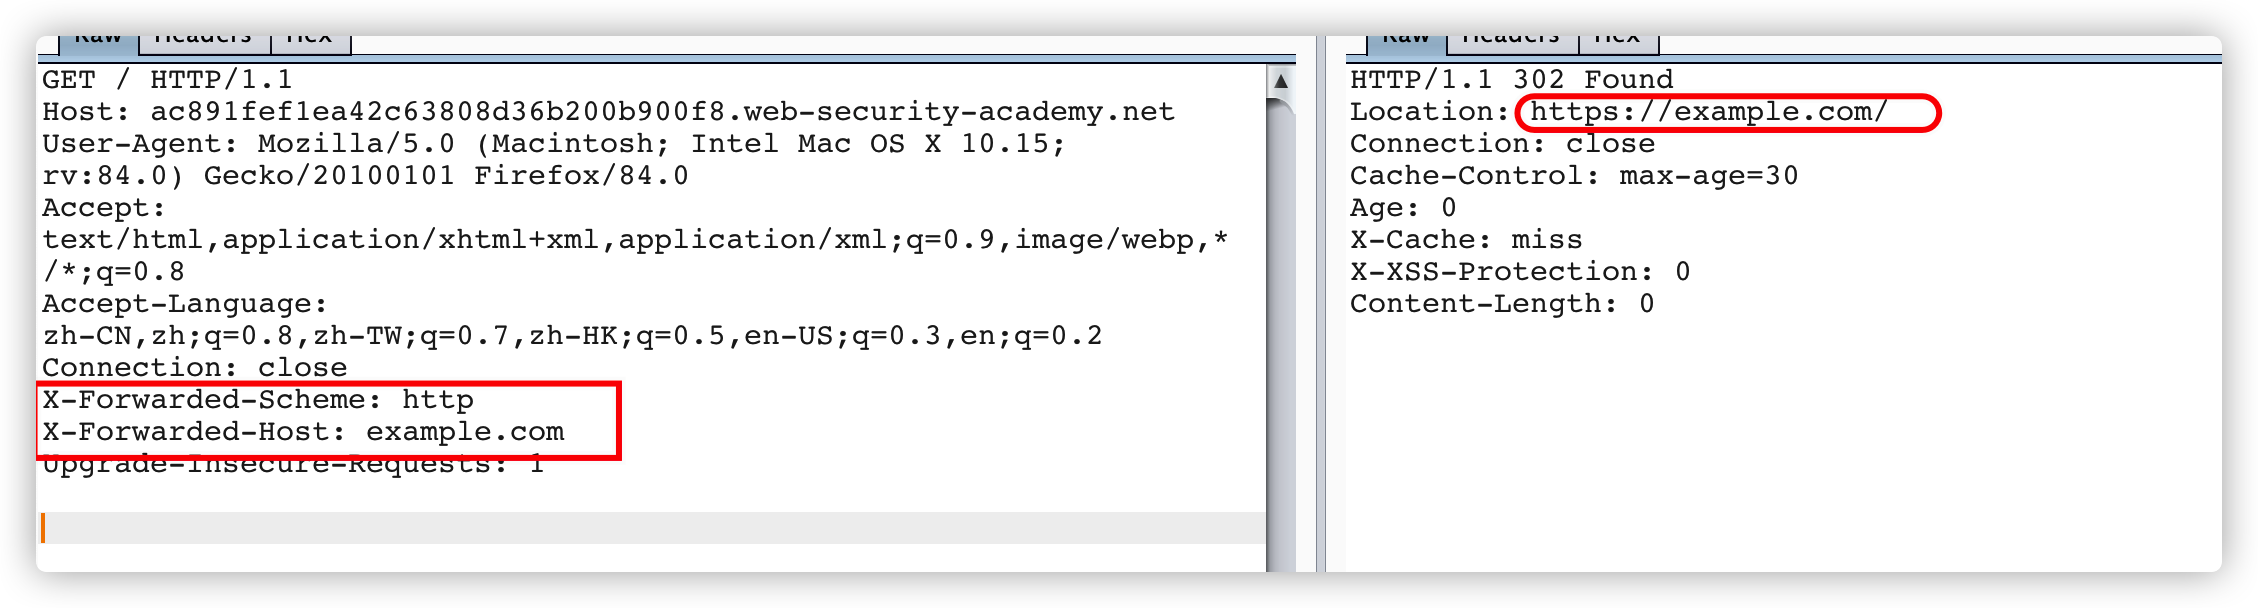 Raw Headers Hex
GET / HTTP/1.1
Host: ac891fef1ea42c63808d36b200b900f8.web-security-academy.net
User-Agent: Mozilla/5.0 (Macintosh; Intel Mac OS X 10.15;
rv:84.0) Gecko/20100101 Firefox/84.0
Accept:
text/html,application/xhtml+xml,application/xml;q=0.9,image/webp,*
/*;q=0.8
Accept-Language:
zh-CN,zh;q=0.8,zh-TW;q=0.7,zh-HK;q=0.5,en-US;q=0.3,en;q=0.2
Connection: close
X-Forwarded-Scheme: http
X-Forwarded-Host: example.com
Upgrade-Insecure-Requests: 1
Raw Headers Hex
HTTP/1.1 302 Found
Location: https://example.com/
Connection: close
Cache-Control: max-age=30
Age: 0
X-Cache: miss
X-XSS-Protection: 0
Content-Length: 0